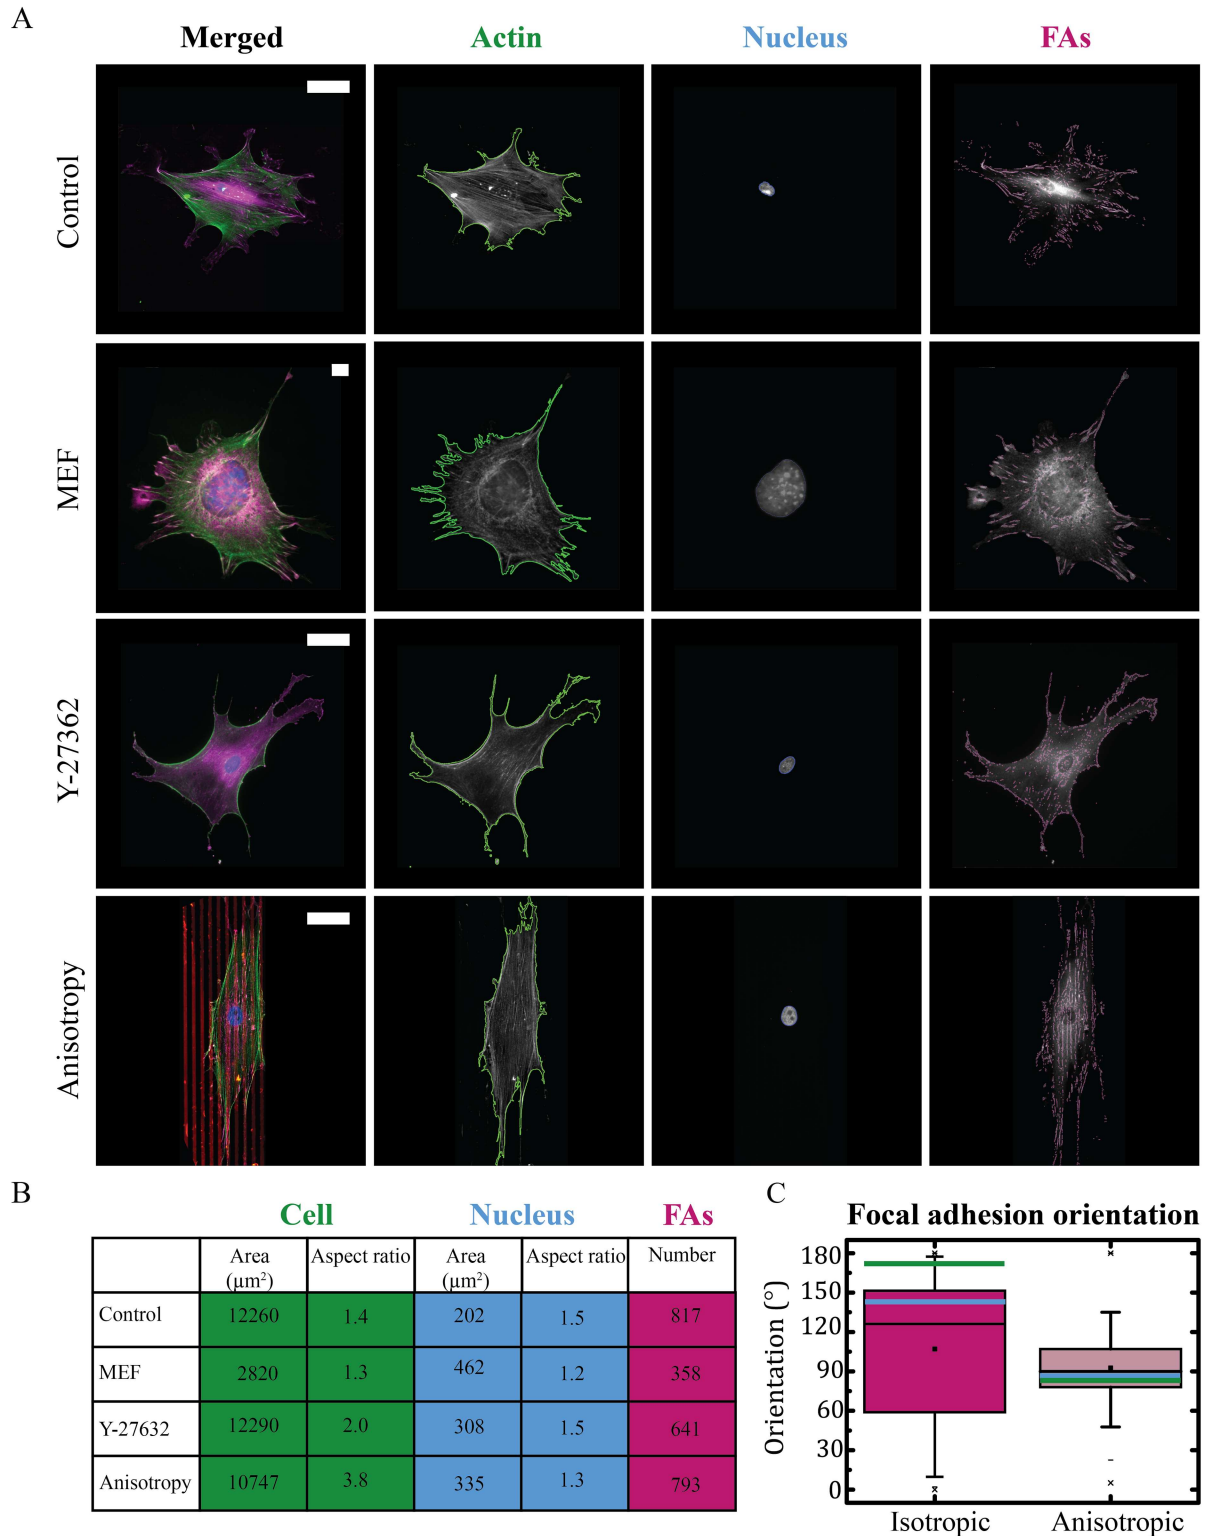 A
Merged Actin Nucleus FAs
Control
MEF
Y-27362
Anisotropy
B
Cell Nucleus FAs
Area (µm²) Aspect ratio Area (µm²) Aspect ratio Number
Control 12260 1.4 202 1.5 817
MEF 2820 1.3 462 1.2 358
Y-27632 12290 2.0 308 1.5 641
Anisotropy 10747 3.8 335 1.3 793
C
Focal adhesion orientation
Orientation (°)
180
150
120
90
60
30
0
Isotropic Anisotropic